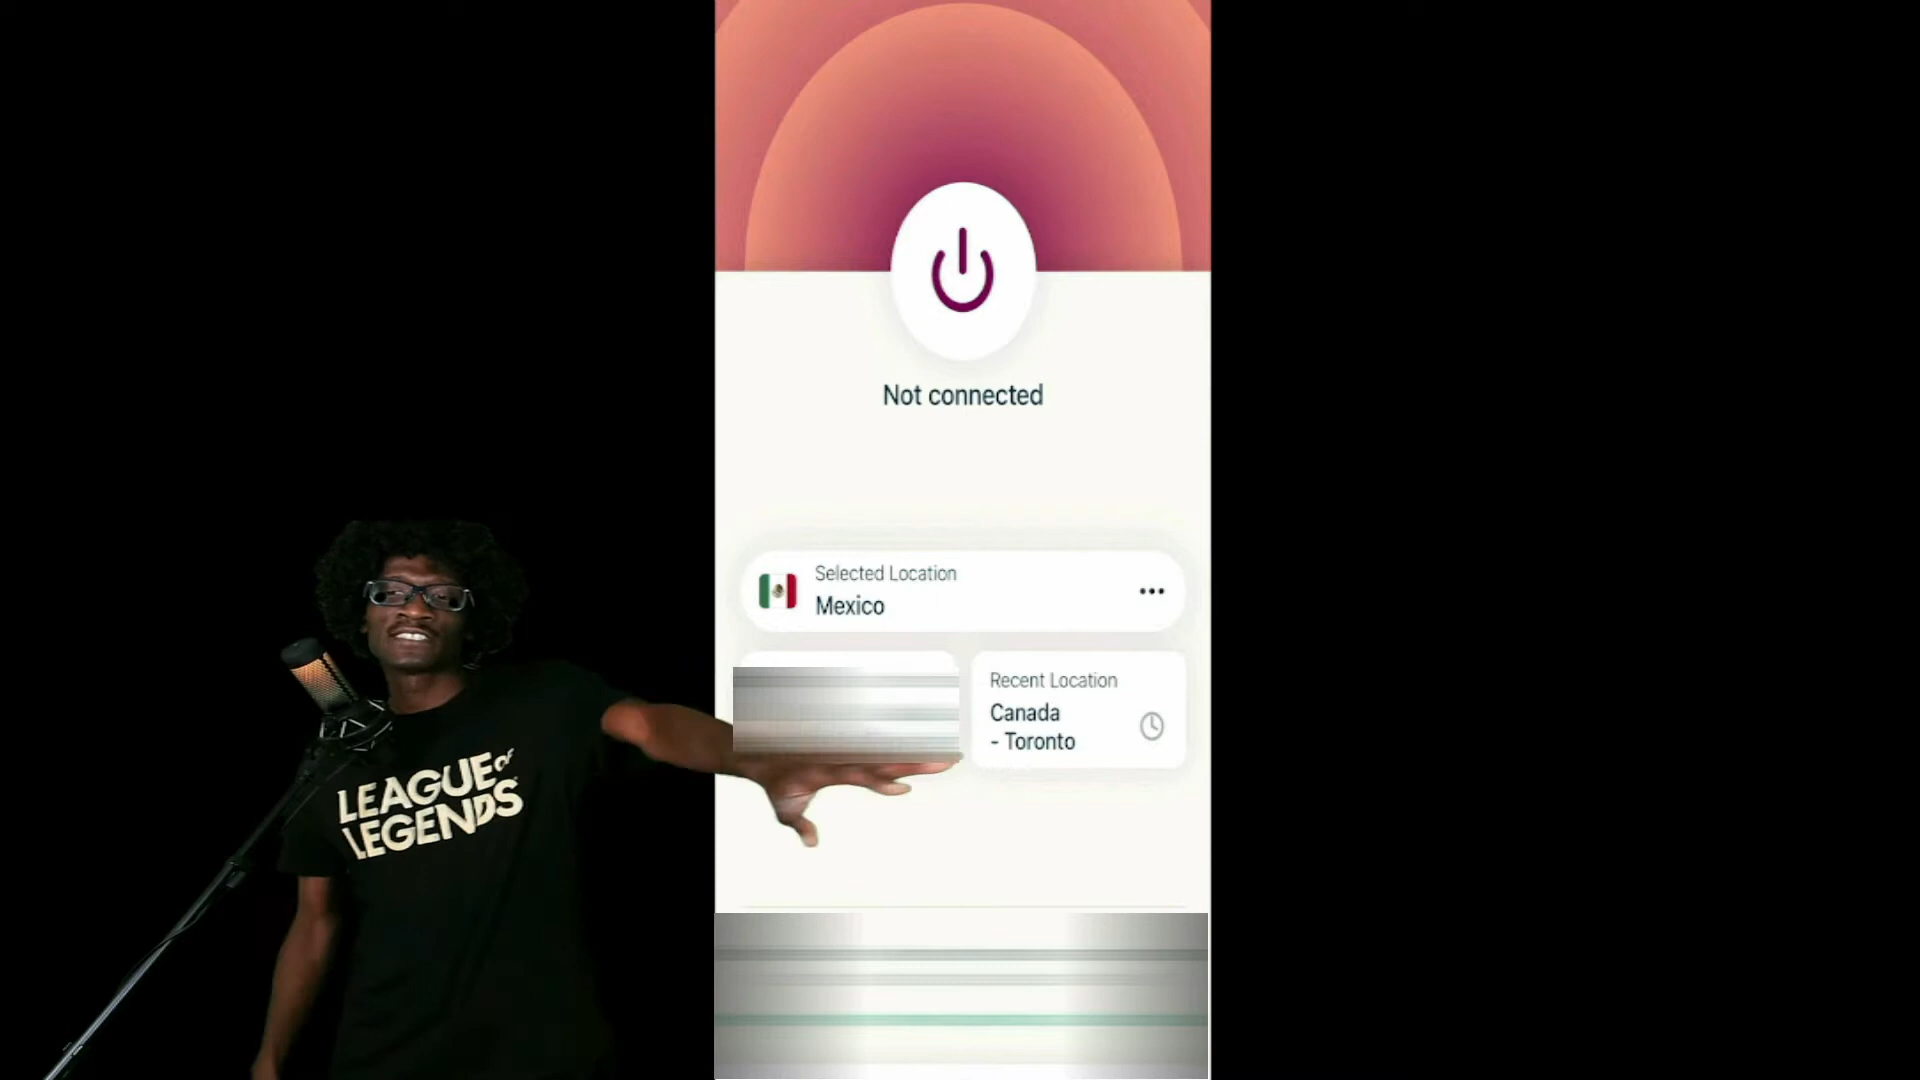 Not connected
Selected Location
Mexico
Recent Location
Canada
- Toronto
LEAGUE OF
LEGENDS